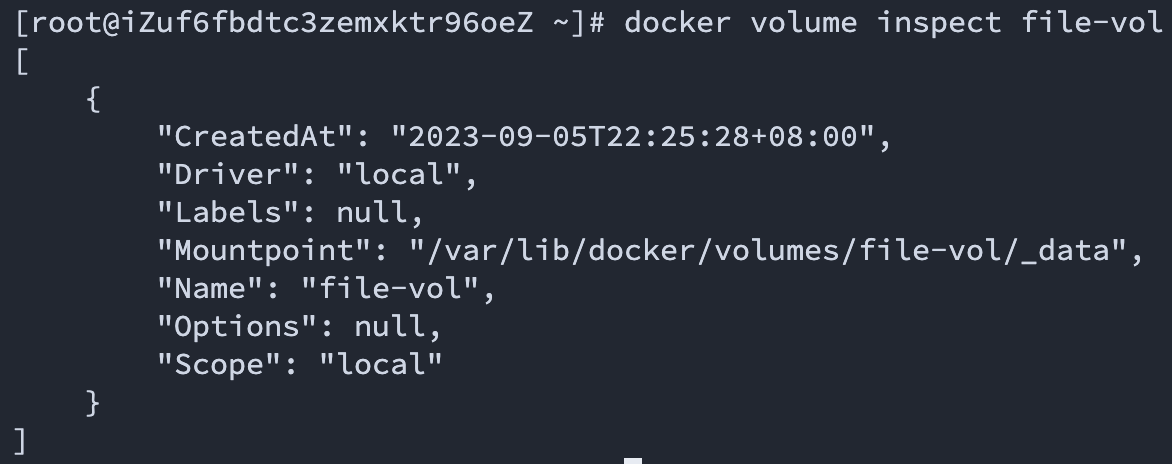 [root@iZuf6fbdtc3zemxktr96oeZ ~]# docker volume inspect file-vol
[
    {
        "CreatedAt": "2023-09-05T22:25:28+08:00",
        "Driver": "local",
        "Labels": null,
        "Mountpoint": "/var/lib/docker/volumes/file-vol/_data",
        "Name": "file-vol",
        "Options": null,
        "Scope": "local"
    }
]